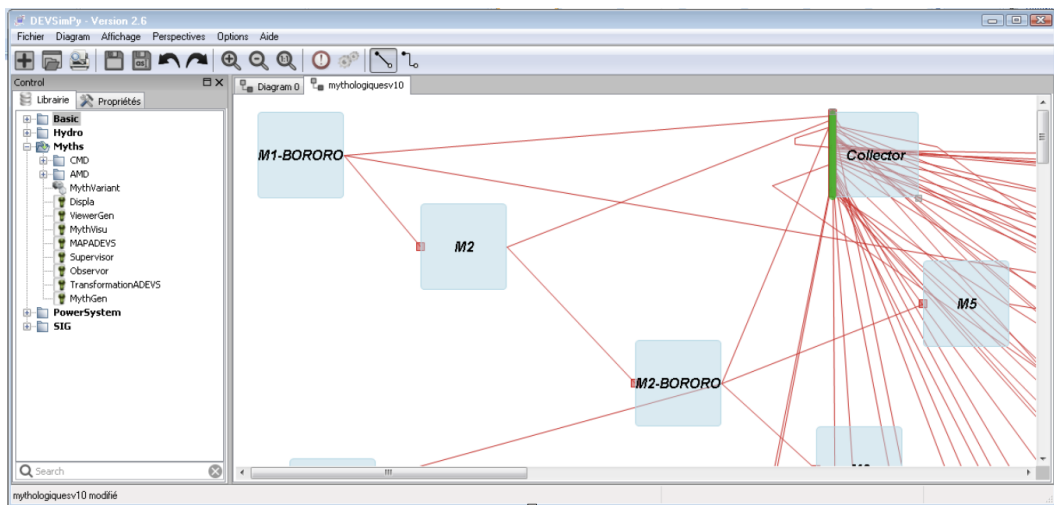 DEVSimPy - Version 2.6
Fichier Diagram Affichage Perspectives Options Aide
Control
Librairie Propriétés
Diagram 0 mythologiquesv10
Basic
Hydro
Myths
CMD
AMD
MythVariant
Displa
ViewerGen
MythVisu
MAPADEVS
Supervisor
Observor
TransformationADEVS
MythGen
PowerSystem
SIG
M1-BORORO
Collector
M2
M5
M2-BORORO
Search
mythologiquesv10 modifié